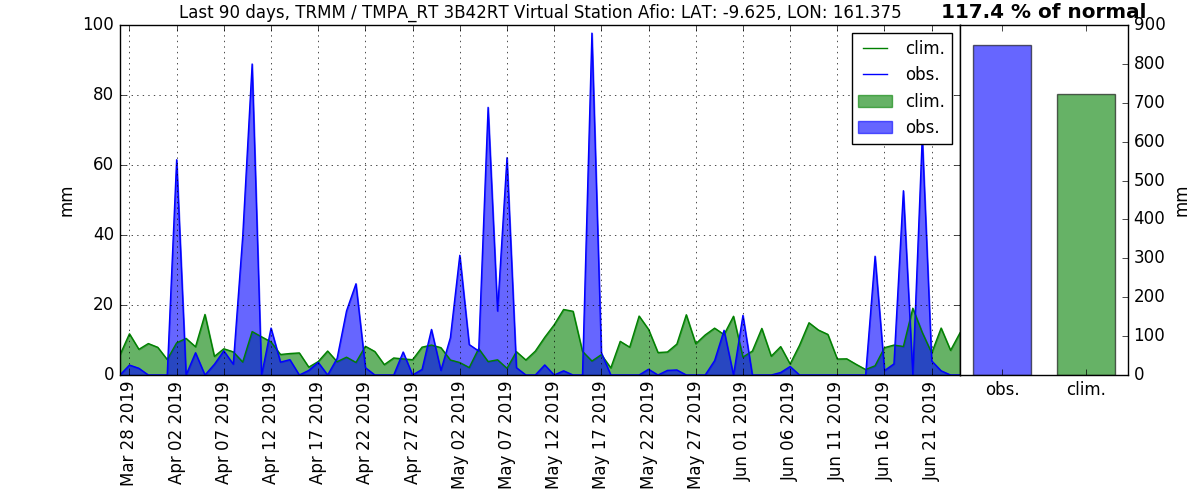 Last 90 days, TRMM / TMPA_RT 3B42RT Virtual Station Afio: LAT: -9.625, LON: 161.375
117.4 % of normal
100
80
60
40
20
0
mm
clim.
obs.
clim.
obs.
900
800
700
600
500
400
300
200
100
0
mm
obs.
clim.
Mar 28 2019
Apr 02 2019
Apr 07 2019
Apr 12 2019
Apr 17 2019
Apr 22 2019
Apr 27 2019
May 02 2019
May 07 2019
May 12 2019
May 17 2019
May 22 2019
May 27 2019
Jun 01 2019
Jun 06 2019
Jun 11 2019
Jun 16 2019
Jun 21 2019